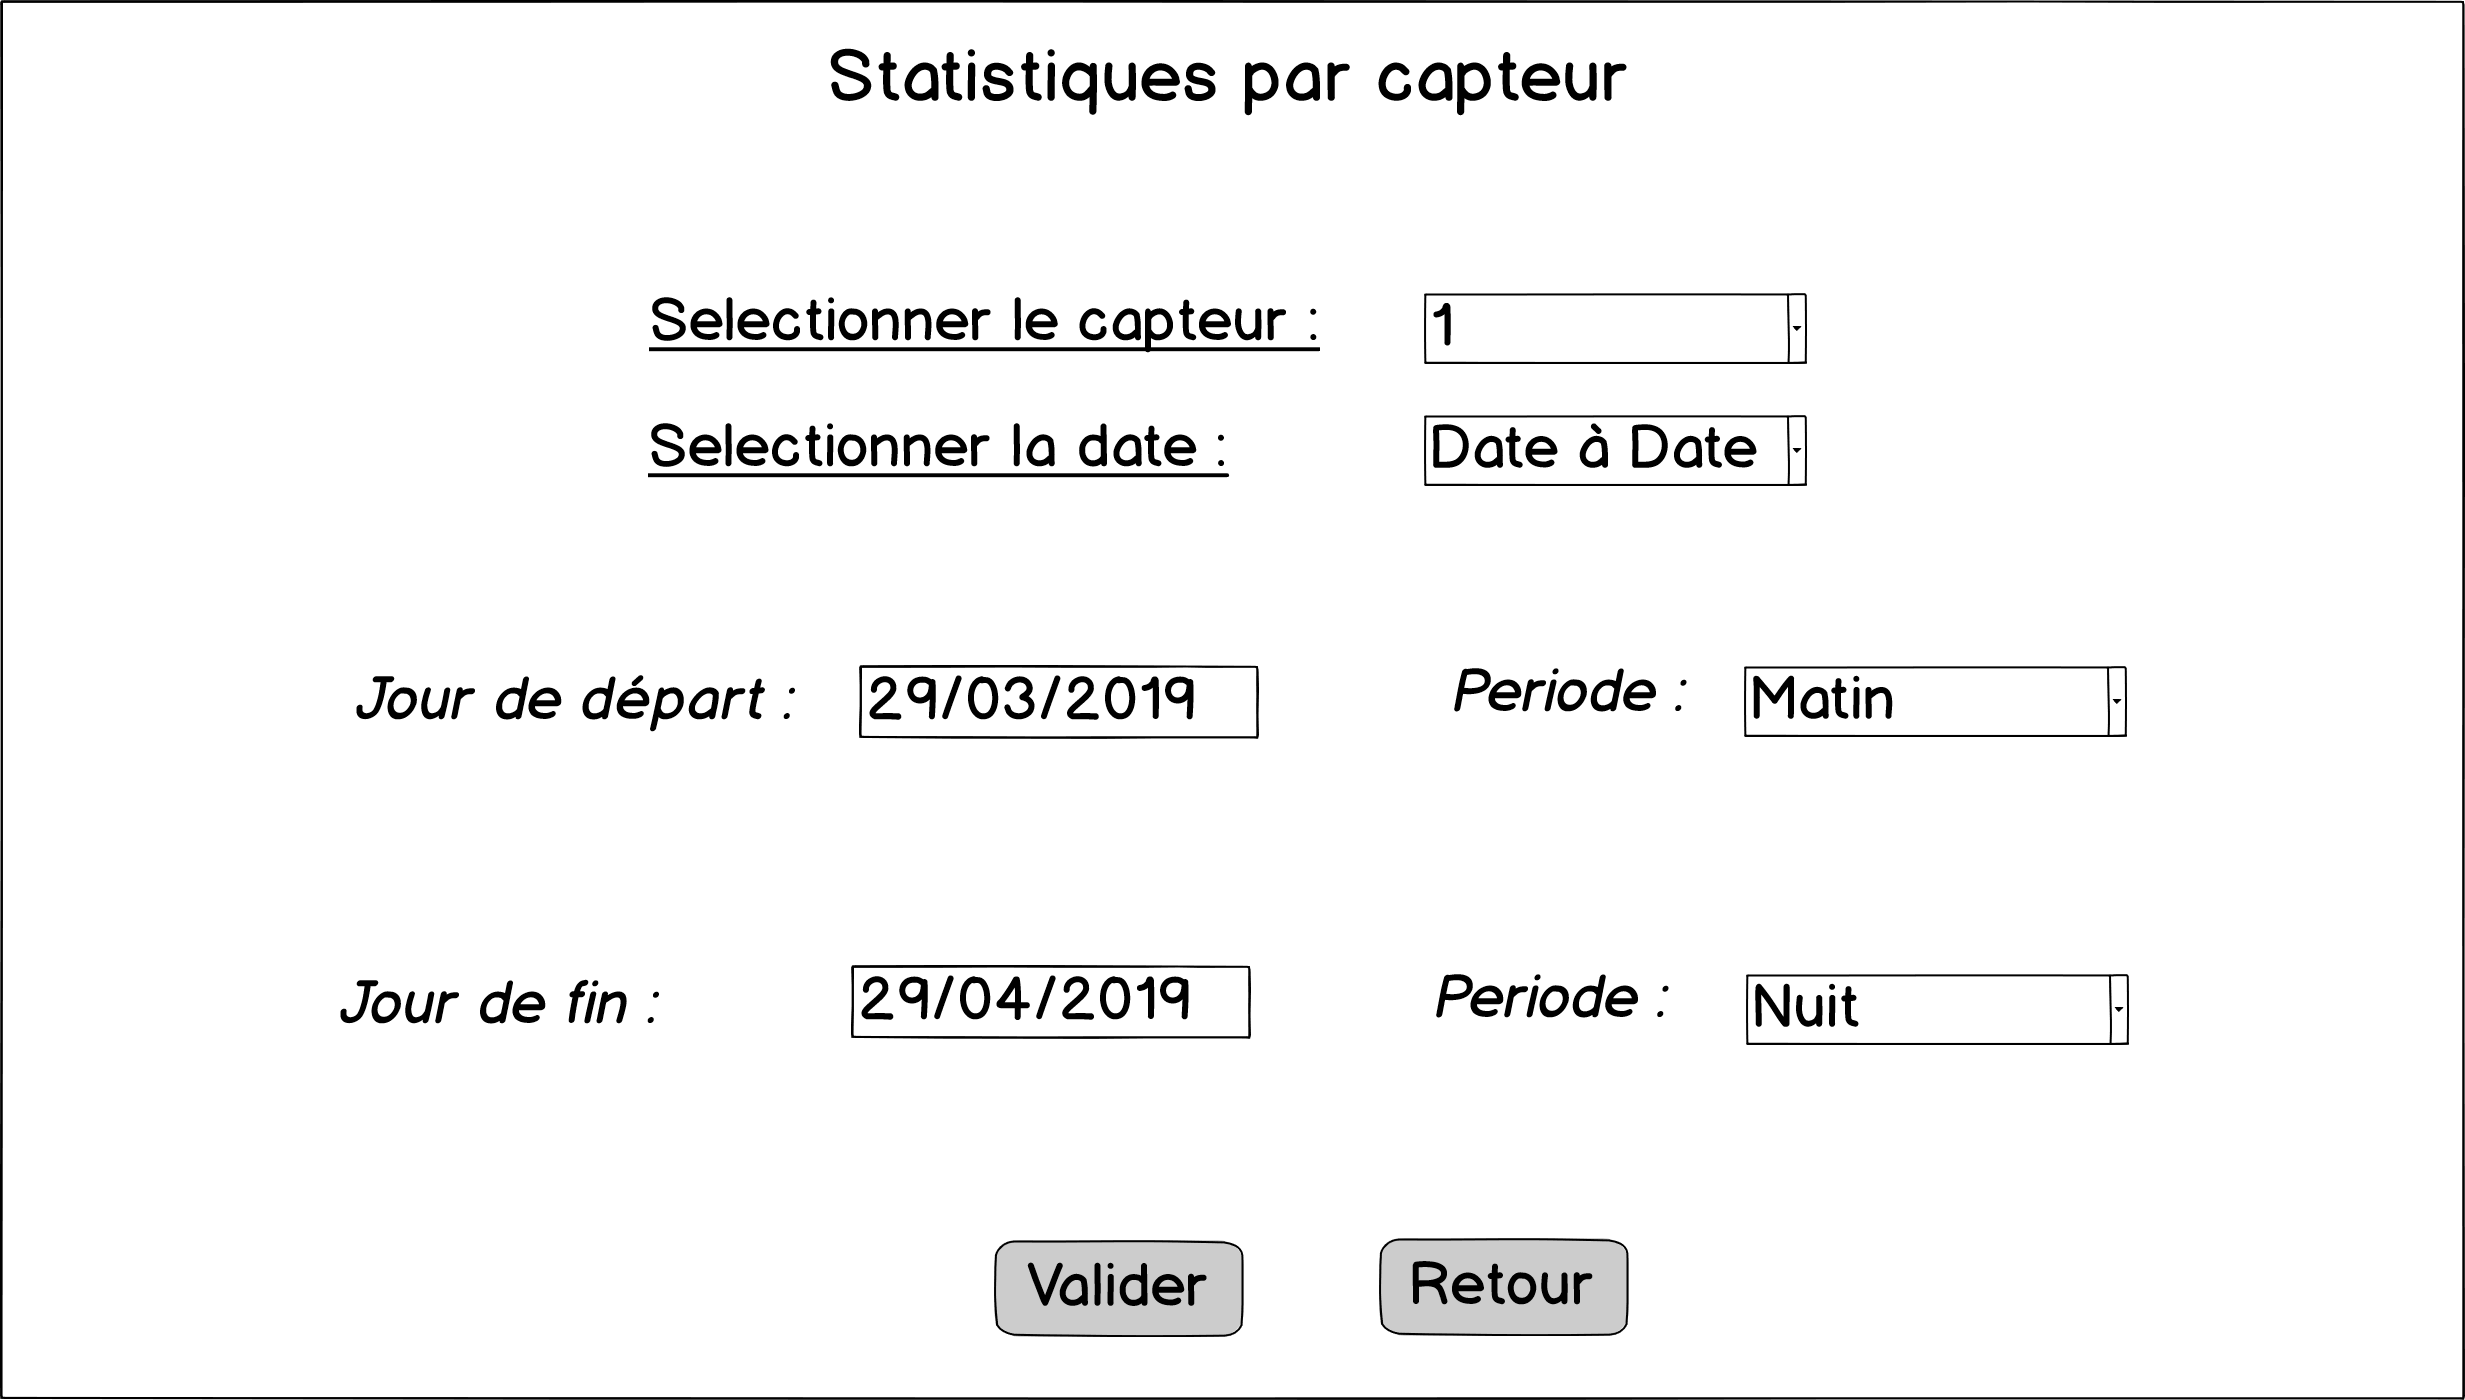 Statistiques par capteur
Selectionner le capteur : 1
Selectionner la date : Date à Date
Jour de départ : 29/03/2019 Periode : Matin
Jour de fin : 29/04/2019 Periode : Nuit
Valider Retour